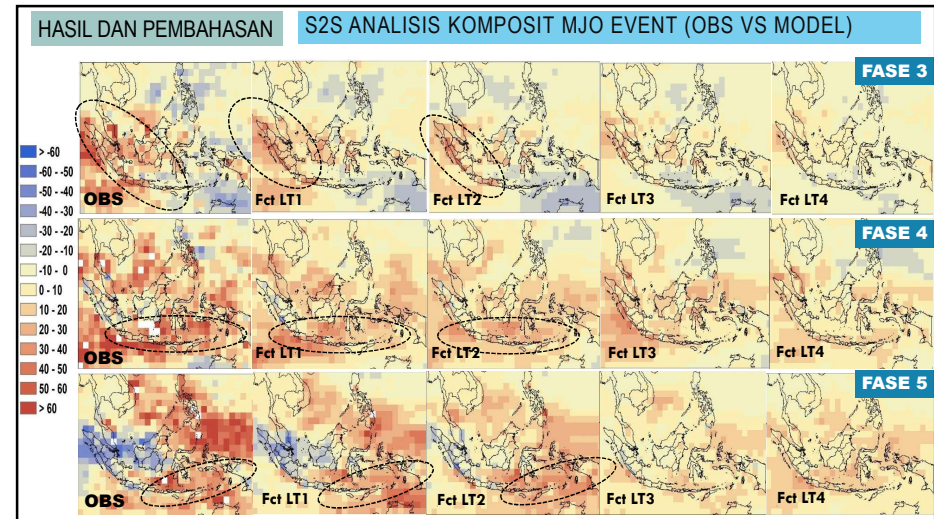 HASIL DAN PEMBAHASAN
S2S ANALISIS KOMPOSIT MJO EVENT (OBS VS MODEL)
FASE 3
> -60
-60 - -50
-50 - -40
-40 - -30
-30 - -20
-20 - -10
-10 - 0
0 - 10
10 - 20
20 - 30
30 - 40
40 - 50
50 - 60
> 60
OBS
Fct LT1
Fct LT2
Fct LT3
Fct LT4
FASE 4
OBS
Fct LT1
Fct LT2
Fct LT3
Fct LT4
FASE 5
OBS
Fct LT1
Fct LT2
Fct LT3
Fct LT4